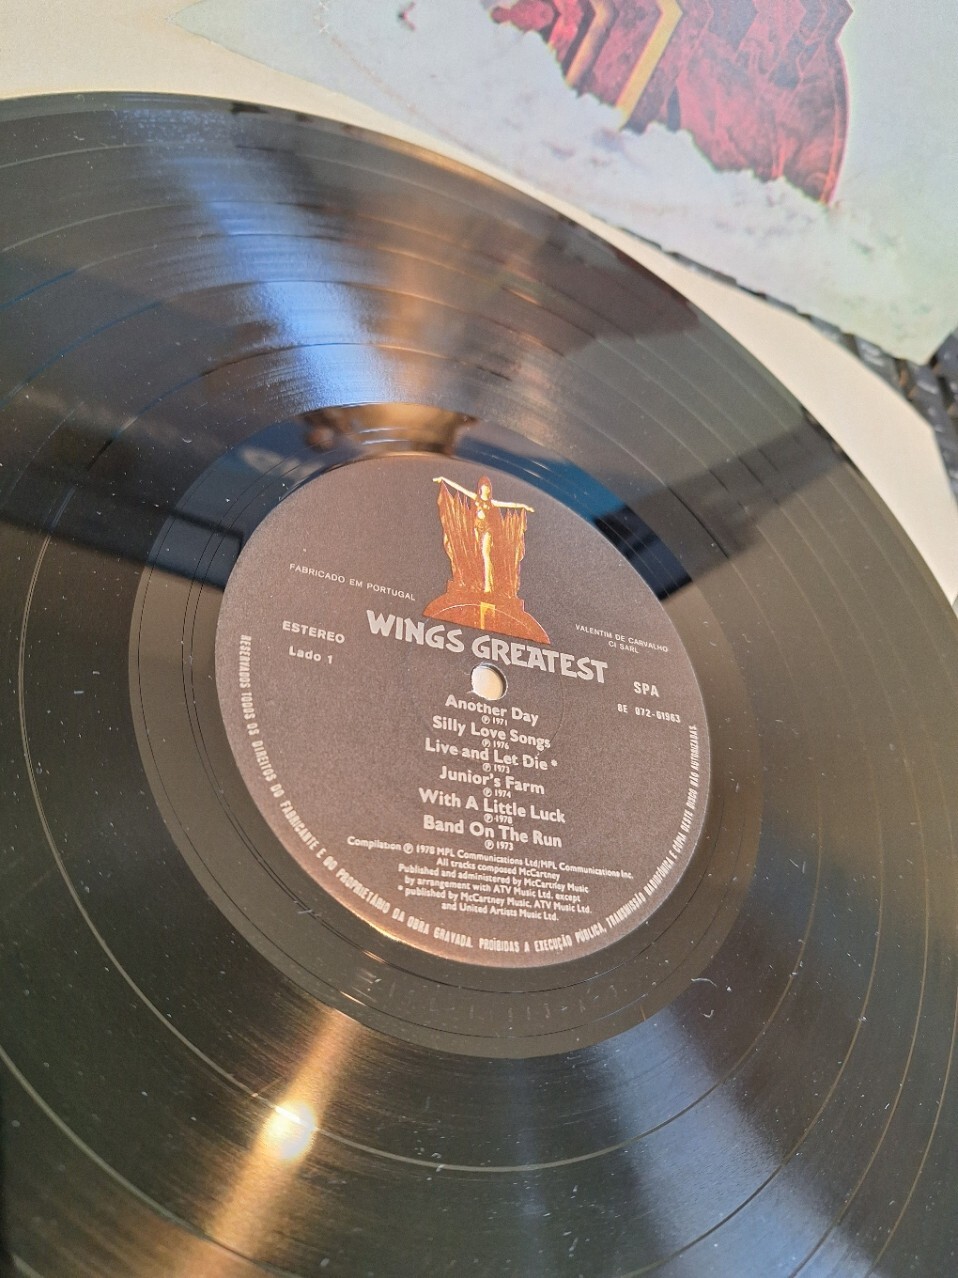 FABRICADO EM PORTUGAL
VALENTIM DE CARVALHO
CI SARL
WINGS GREATEST
ESTEREO
Lado 1
SPA
8E 072-61963
Another Day
℗ 1971
Silly Love Songs
℗ 1976
Live and Let Die *
℗ 1973
Junior's Farm
℗ 1974
With A Little Luck
℗ 1978
Band On The Run
℗ 1973
Compilation ℗ 1978 MPL Communications Ltd/MPL Communications Inc.
All tracks composed McCartney
Published and administered by McCartney Music
by arrangement with ATV Music Ltd. except
* published by McCartney Music, ATV Music Ltd.
and United Artists Music Ltd.
RESERVADOS TODOS OS DIREITOS DO FABRICANTE E DO PROPRIETÁRIO DA OBRA GRAVADA. PROÍBIDAS A EXECUÇÃO PÚBLICA, TRANSMISSÃO RADIOFÓNICA E CÓPIA DESTE DISCO NÃO AUTORIZADAS.